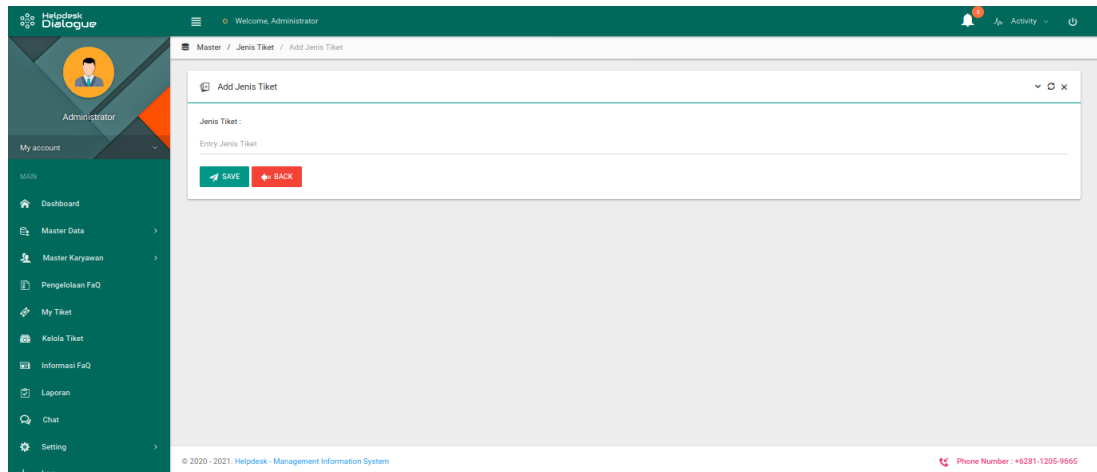 Helpdesk
Dialogue
Welcome, Administrator
3
Activity
Master / Jenis Tiket / Add Jenis Tiket
Administrator
My account
MAIN
Dashboard
Master Data
Master Karyawan
Pengelolaan FaQ
My Tiket
Kelola Tiket
Informasi FaQ
Laporan
Chat
Setting
Add Jenis Tiket
Jenis Tiket :
Entry Jenis Tiket
SAVE
BACK
© 2020 - 2021. Helpdesk - Management Information System
Phone Number : +6281-1205-9665